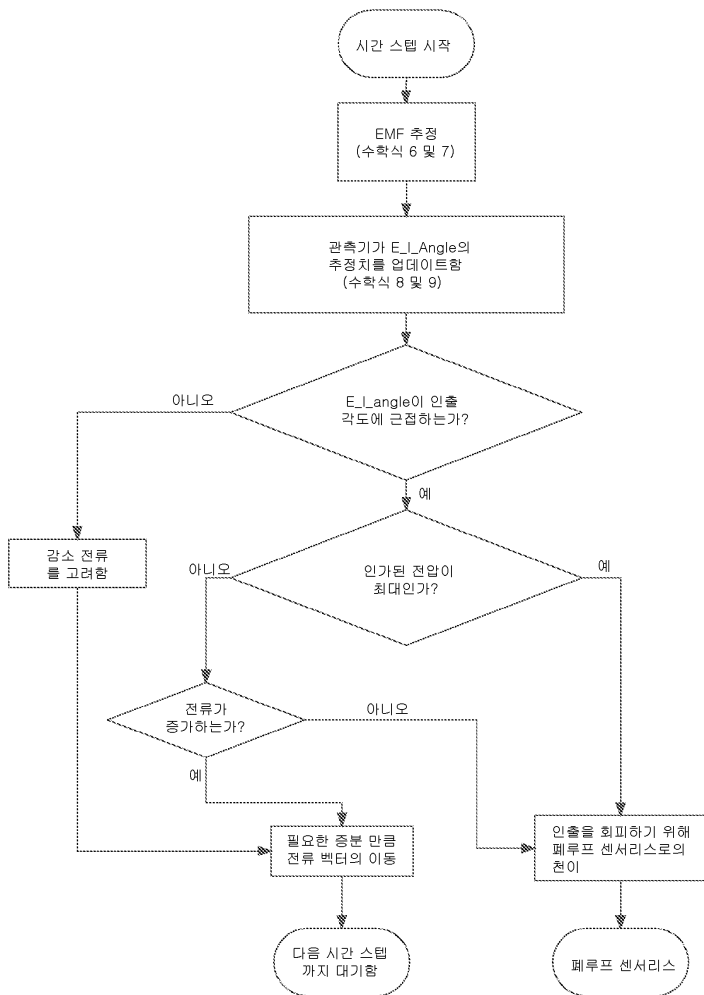 시간 스텝 시작
EMF 추정
(수학식 6 및 7)
관측기가 E_I_Angle의
추정치를 업데이트함
(수학식 8 및 9)
E_I_angle이 인출
각도에 근접하는가?
아니오
예
감소 전류
를 고려함
인가된 전압이
최대인가?
아니오
예
전류가
증가하는가?
아니오
예
필요한 증분 만큼
전류 벡터의 이동
인출을 회피하기 위해
폐루프 센서리스로의
천이
다음 시간 스텝
까지 대기함
폐루프 센서리스